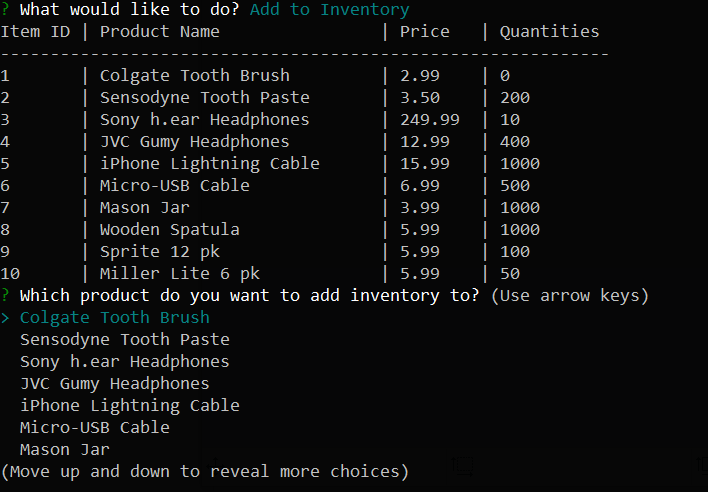 ? What would like to do? Add to Inventory
Item ID | Product Name                | Price    | Quantities
-------------------------------------------------------------
1       | Colgate Tooth Brush         | 2.99     | 0
2       | Sensodyne Tooth Paste       | 3.50     | 200
3       | Sony h.ear Headphones       | 249.99   | 10
4       | JVC Gumy Headphones         | 12.99    | 400
5       | iPhone Lightning Cable      | 15.99    | 1000
6       | Micro-USB Cable             | 6.99     | 500
7       | Mason Jar                   | 3.99     | 1000
8       | Wooden Spatula              | 5.99     | 1000
9       | Sprite 12 pk                | 5.99     | 100
10      | Miller Lite 6 pk            | 5.99     | 50
? Which product do you want to add inventory to? (Use arrow keys)
> Colgate Tooth Brush
  Sensodyne Tooth Paste
  Sony h.ear Headphones
  JVC Gumy Headphones
  iPhone Lightning Cable
  Micro-USB Cable
  Mason Jar
(Move up and down to reveal more choices)